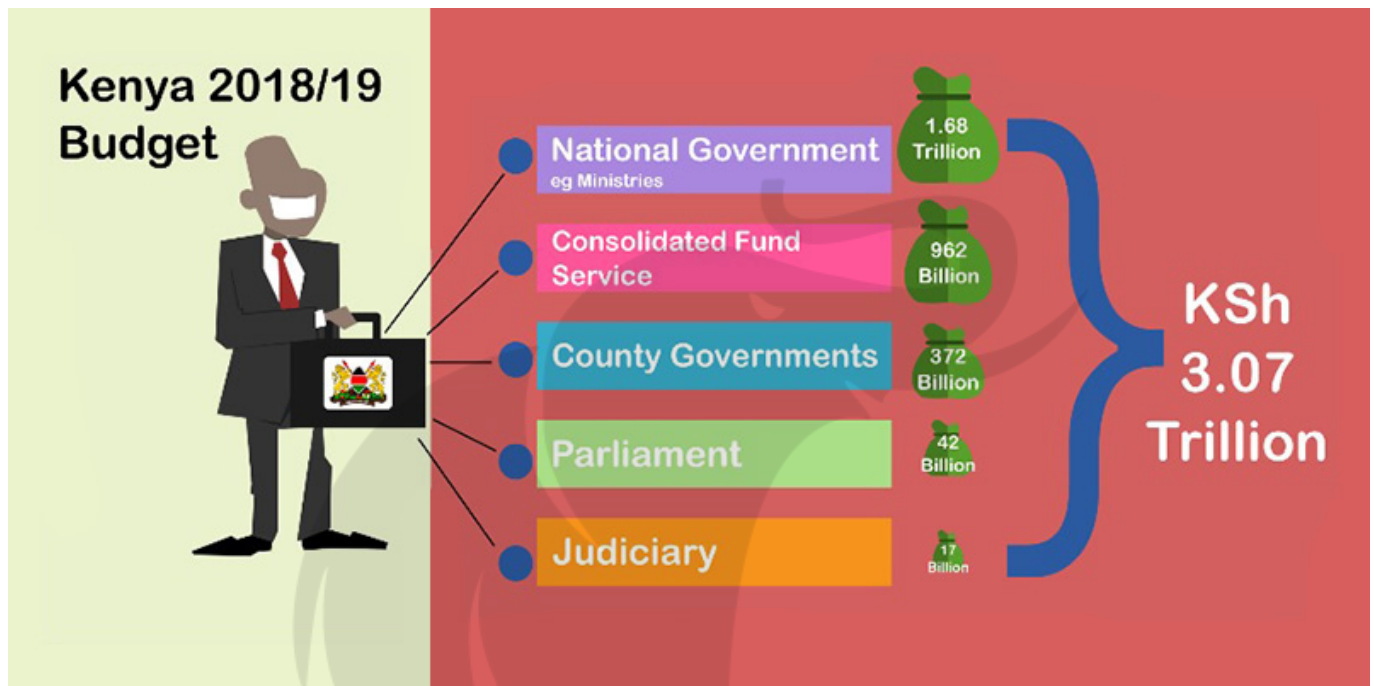 Kenya 2018/19
Budget
National Government
eg Ministries
1.68
Trillion
Consolidated Fund
Service
962
Billion
County Governments
372
Billion
Parliament
42
Billion
Judiciary
17
Billion
KSh
3.07
Trillion